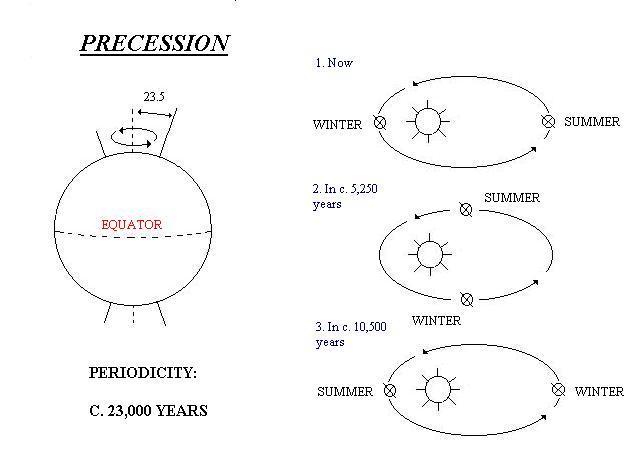 PRECESSION
23.5
EQUATOR
PERIODICITY:
C. 23,000 YEARS
1. Now
WINTER
SUMMER
2. In c. 5,250
years
SUMMER
WINTER
3. In c. 10,500
years
SUMMER
WINTER